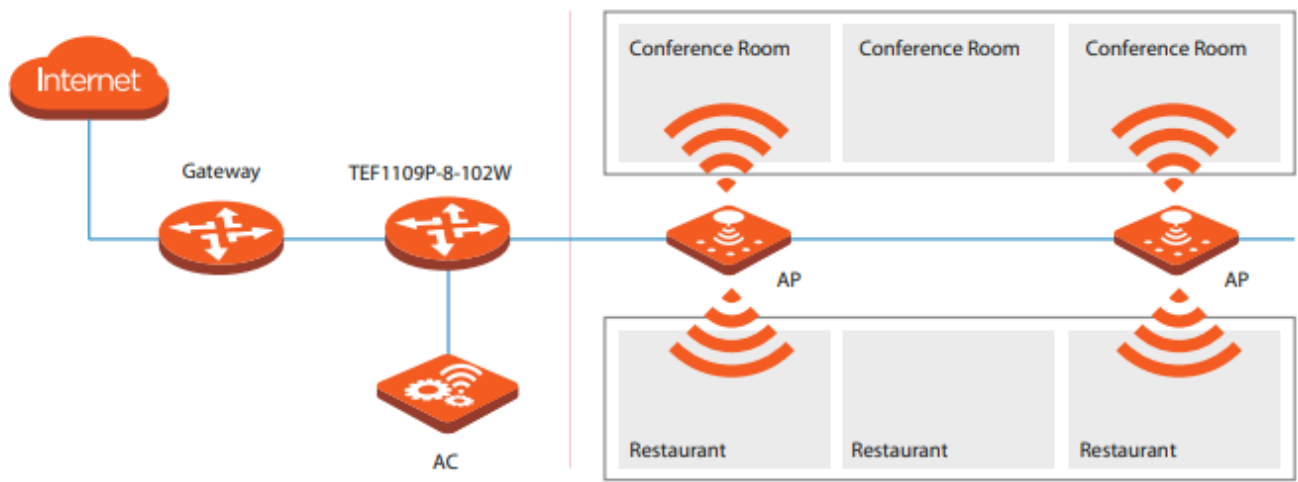 Internet
Gateway
TEF1109P-8-102W
AC
Conference Room
Conference Room
Conference Room
AP
AP
Restaurant
Restaurant
Restaurant